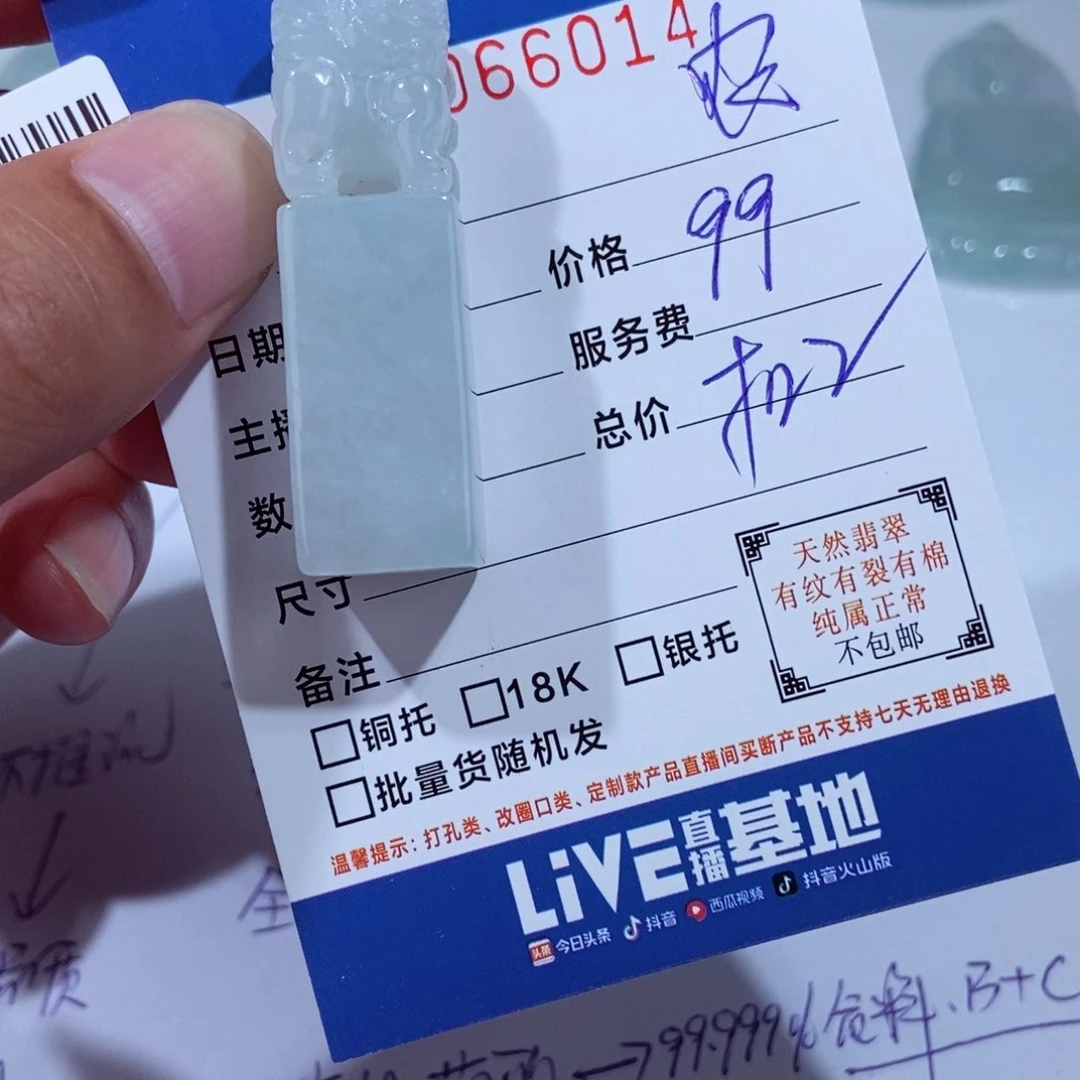 066014
价格 99
日期
服务费
主播
总价 扣2
数
尺寸
天然翡翠
有纹有裂有棉
纯属正常
不包邮
备注
□铜托 □18K □银托
□批量货随机发
温馨提示：打孔类、改圈口类、定制款产品直播间买断产品不支持七天无理由退换
LiVE直播基地
头条 今日头条 抖音 西瓜视频 抖音火山版
→99.999%合料、B+C